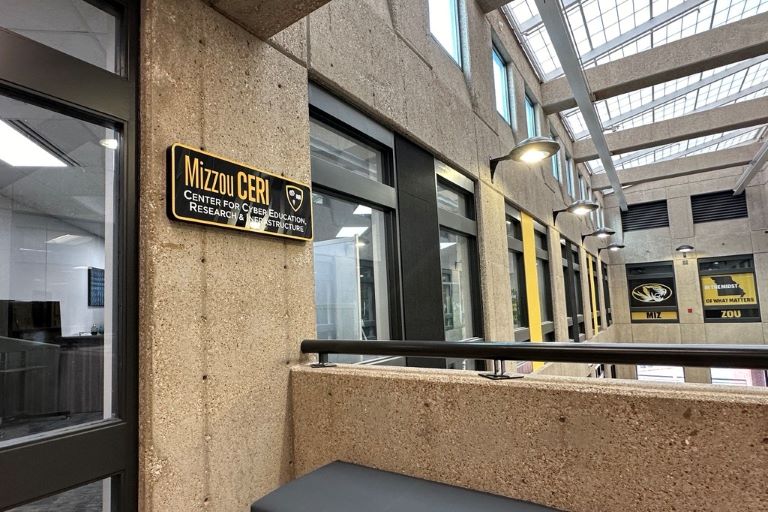 Mizzou CERI
CENTER FOR CYBER EDUCATION,
RESEARCH & INFRASTRUCTURE
MIZ
IN THE MIDST
OF WHAT MATTERS
ZOU